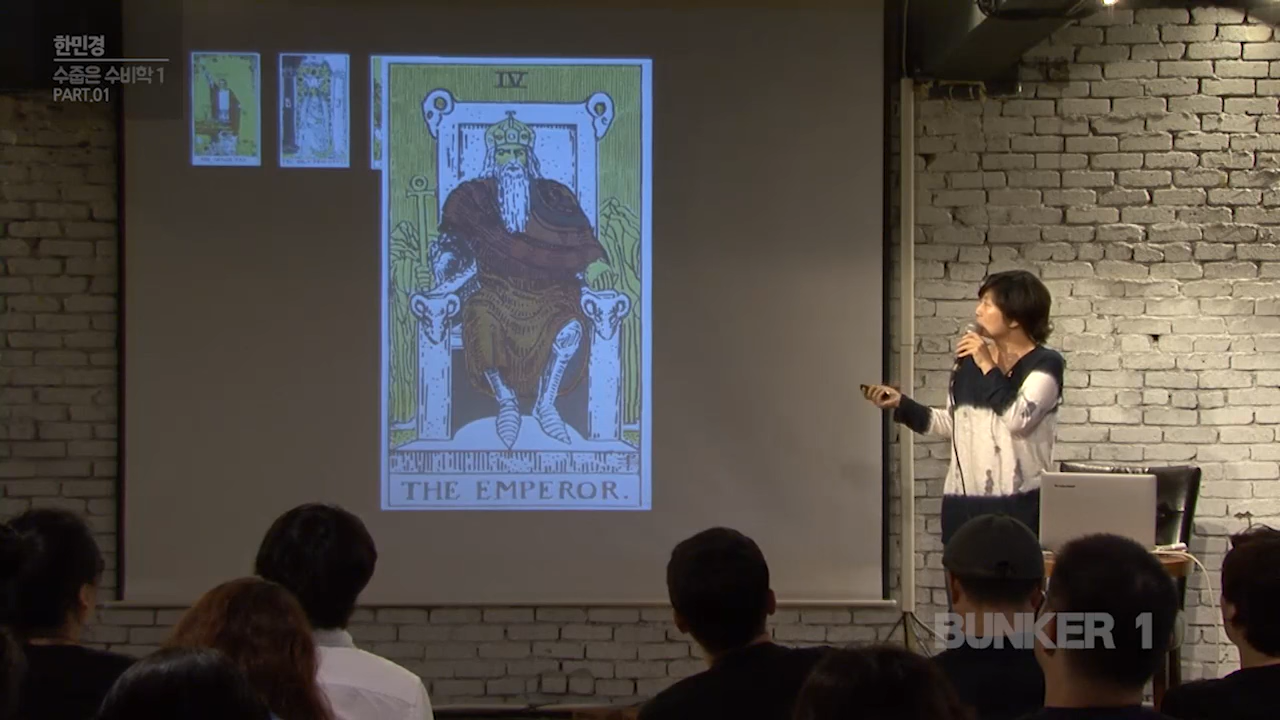 한민경
수줍은 수비학 1
PART.01
IV
THE EMPEROR.
BUNKER 1